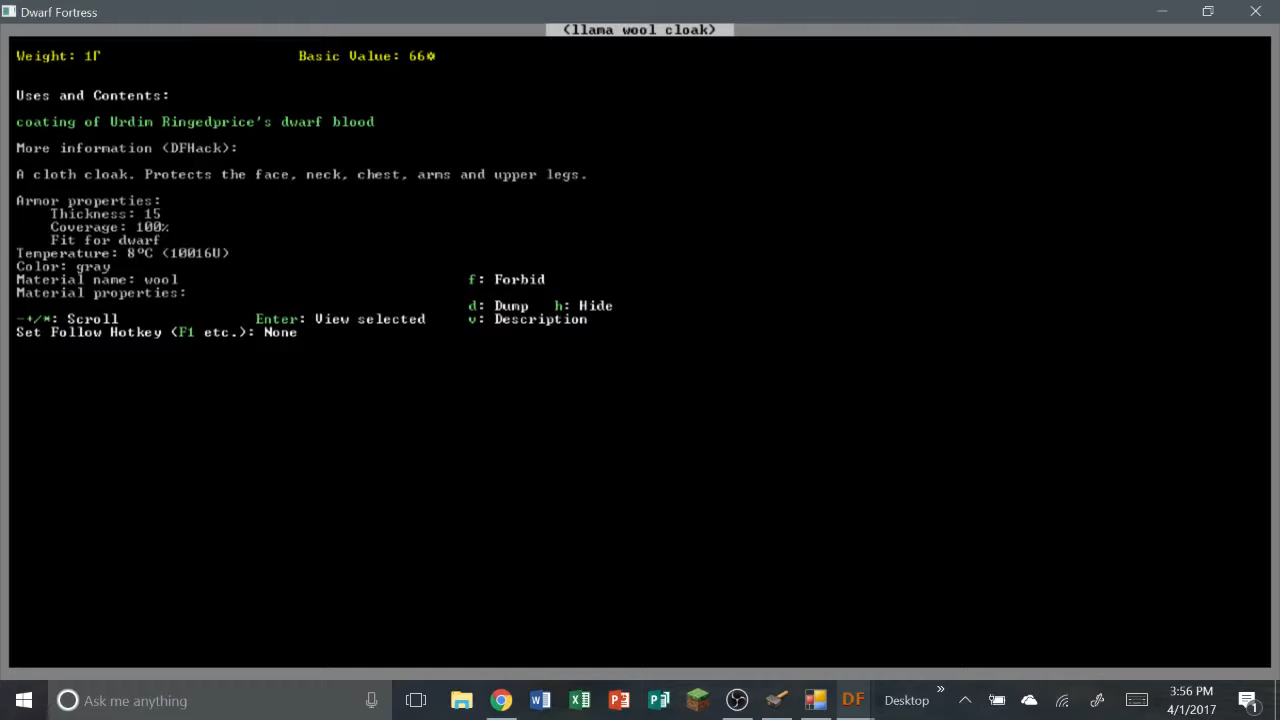 Dwarf Fortress
(llama wool cloak)
Weight: 1Γ Basic Value: 66☼
Uses and Contents:
coating of Urdim Ringedprice's dwarf blood
More information (DFHack):
A cloth cloak. Protects the face, neck, chest, arms and upper legs.
Armor properties:
Thickness: 15
Coverage: 100%
Fit for dwarf
Temperature: 8°C (10016U)
Color: gray
Material name: wool f: Forbid
Material properties:
d: Dump h: Hide
-+/*: Scroll Enter: View selected v: Description
Set Follow Hotkey (F1 etc.): None
Ask me anything
DF
Desktop
»
3:56 PM
4/1/2017
1